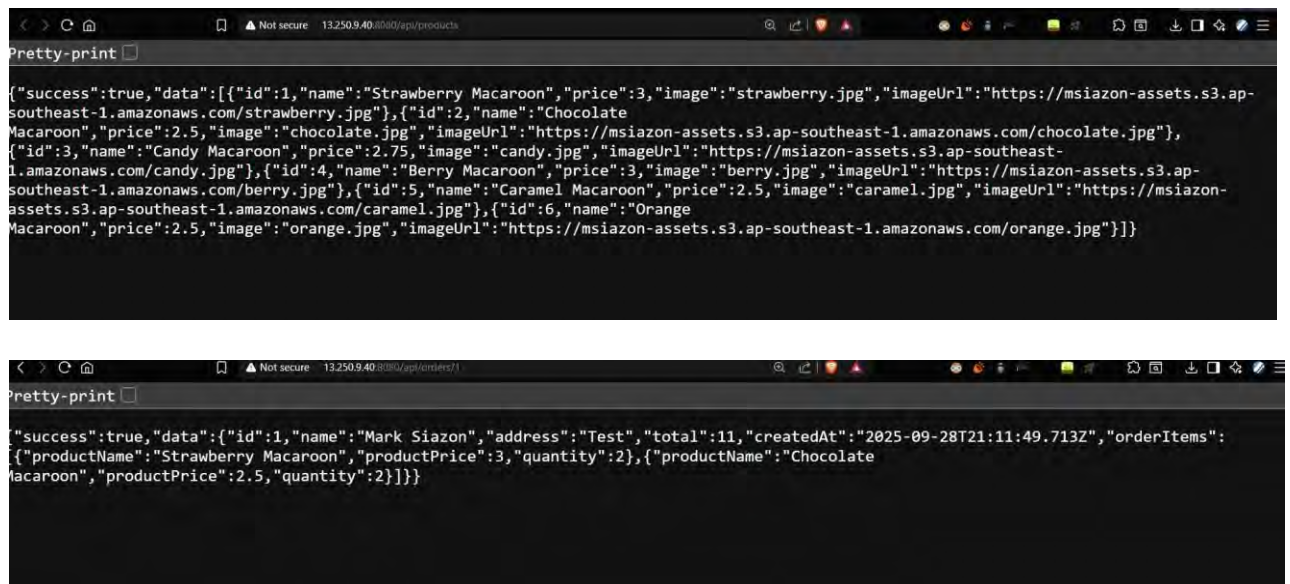 Not secure 13.250.9.40:8080/api/products
Pretty-print
{"success":true,"data":[{"id":1,"name":"Strawberry Macaroon","price":3,"image":"strawberry.jpg","imageUrl":"https://msiazon-assets.s3.ap-
southeast-1.amazonaws.com/strawberry.jpg"},{"id":2,"name":"Chocolate
Macaroon","price":2.5,"image":"chocolate.jpg","imageUrl":"https://msiazon-assets.s3.ap-southeast-1.amazonaws.com/chocolate.jpg"},
{"id":3,"name":"Candy Macaroon","price":2.75,"image":"candy.jpg","imageUrl":"https://msiazon-assets.s3.ap-southeast-
1.amazonaws.com/candy.jpg"},{"id":4,"name":"Berry Macaroon","price":3,"image":"berry.jpg","imageUrl":"https://msiazon-assets.s3.ap-
southeast-1.amazonaws.com/berry.jpg"},{"id":5,"name":"Caramel Macaroon","price":2.5,"image":"caramel.jpg","imageUrl":"https://msiazon-
assets.s3.ap-southeast-1.amazonaws.com/caramel.jpg"},{"id":6,"name":"Orange
Macaroon","price":2.5,"image":"orange.jpg","imageUrl":"https://msiazon-assets.s3.ap-southeast-1.amazonaws.com/orange.jpg"}]}
Not secure 13.250.9.40:8080/api/orders/1
Pretty-print
{"success":true,"data":{"id":1,"name":"Mark Siazon","address":"Test","total":11,"createdAt":"2025-09-28T21:11:49.713Z","orderItems":
[{"productName":"Strawberry Macaroon","productPrice":3,"quantity":2},{"productName":"Chocolate
Macaroon","productPrice":2.5,"quantity":2}]}}